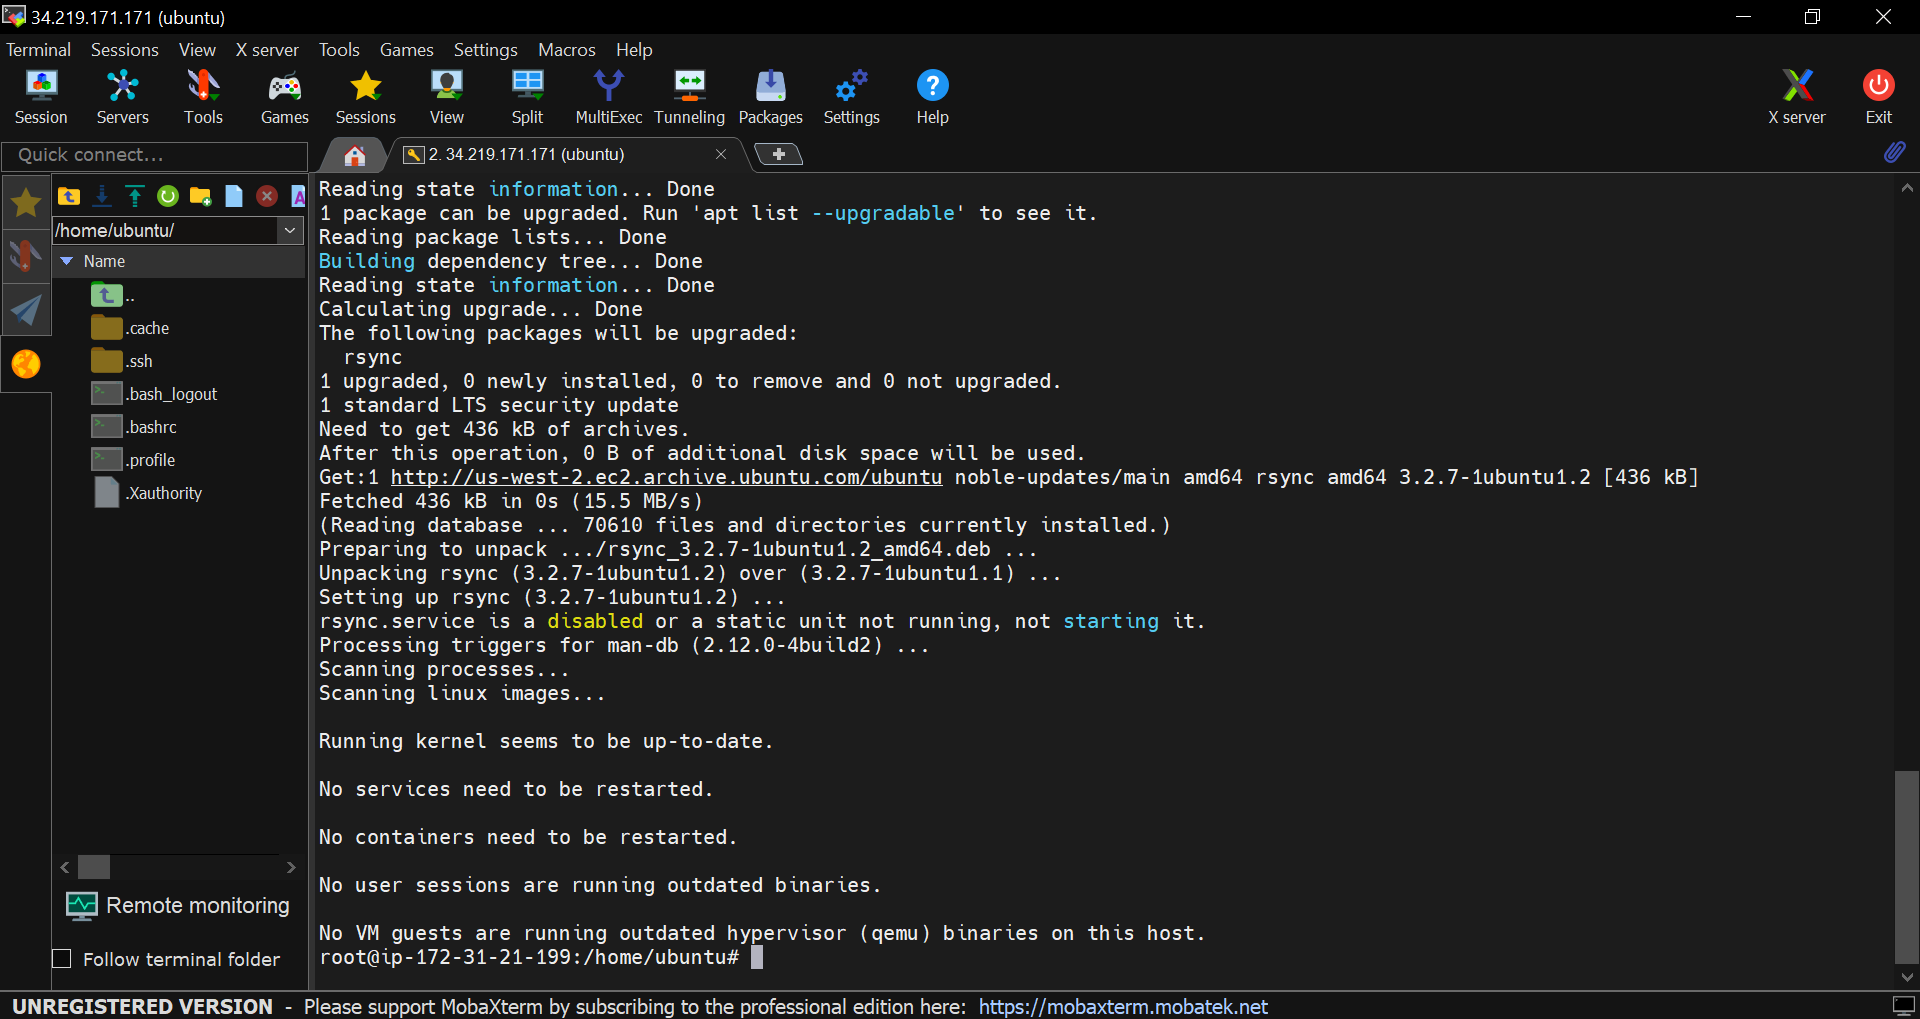 34.219.171.171 (ubuntu)
Terminal Sessions View X server Tools Games Settings Macros Help
Session Servers Tools Games Sessions View Split MultiExec Tunneling Packages Settings Help X server Exit
Quick connect...
2. 34.219.171.171 (ubuntu)
/home/ubuntu/
Name
..
.cache
.ssh
.bash_logout
.bashrc
.profile
.Xauthority
Remote monitoring
Follow terminal folder
Reading state information... Done
1 package can be upgraded. Run 'apt list --upgradable' to see it.
Reading package lists... Done
Building dependency tree... Done
Reading state information... Done
Calculating upgrade... Done
The following packages will be upgraded:
  rsync
1 upgraded, 0 newly installed, 0 to remove and 0 not upgraded.
1 standard LTS security update
Need to get 436 kB of archives.
After this operation, 0 B of additional disk space will be used.
Get:1 http://us-west-2.ec2.archive.ubuntu.com/ubuntu noble-updates/main amd64 rsync amd64 3.2.7-1ubuntu1.2 [436 kB]
Fetched 436 kB in 0s (15.5 MB/s)
(Reading database ... 70610 files and directories currently installed.)
Preparing to unpack .../rsync_3.2.7-1ubuntu1.2_amd64.deb ...
Unpacking rsync (3.2.7-1ubuntu1.2) over (3.2.7-1ubuntu1.1) ...
Setting up rsync (3.2.7-1ubuntu1.2) ...
rsync.service is a disabled or a static unit not running, not starting it.
Processing triggers for man-db (2.12.0-4build2) ...
Scanning processes...
Scanning linux images...
Running kernel seems to be up-to-date.
No services need to be restarted.
No containers need to be restarted.
No user sessions are running outdated binaries.
No VM guests are running outdated hypervisor (qemu) binaries on this host.
root@ip-172-31-21-199:/home/ubuntu#
UNREGISTERED VERSION - Please support MobaXterm by subscribing to the professional edition here: https://mobaxterm.mobatek.net